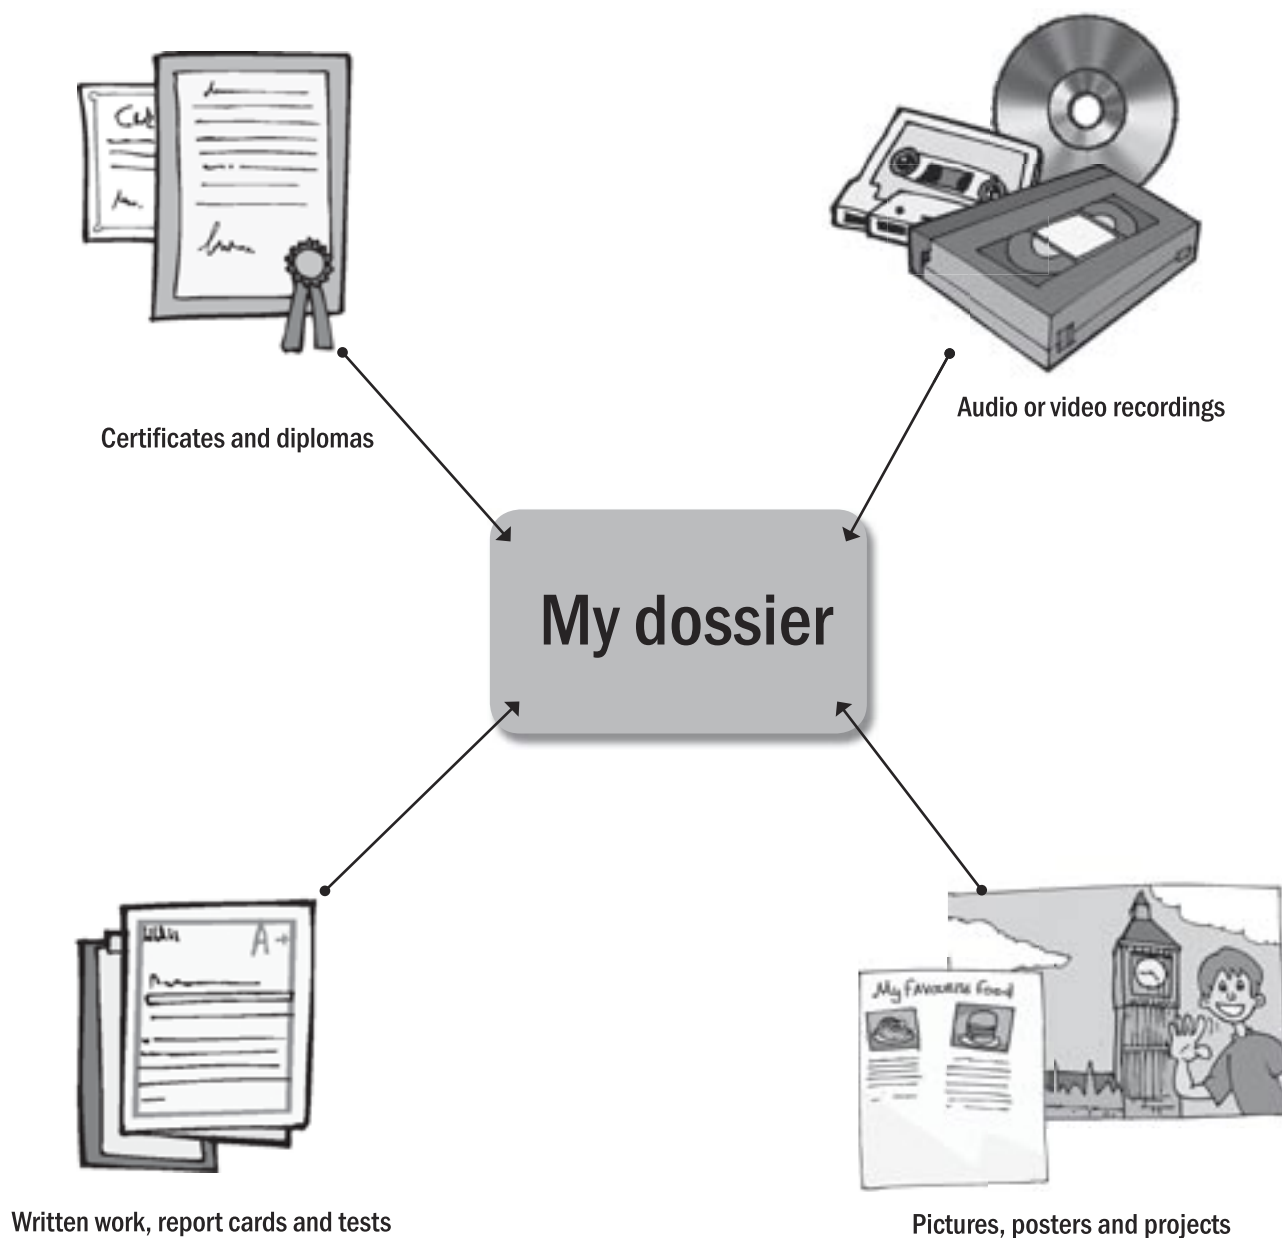 Certificates and diplomas
Audio or video recordings
My dossier
A
My Favourite Food
Written work, report cards and tests
Pictures, posters and projects